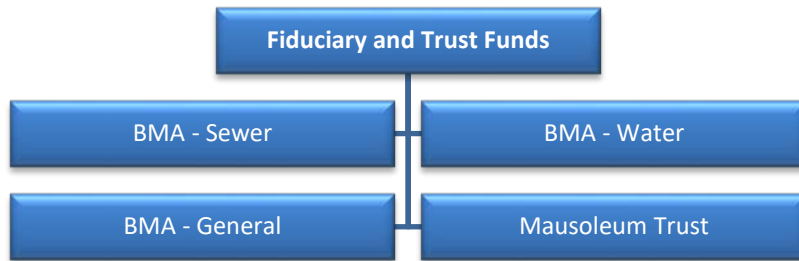 Fiduciary and Trust Funds
BMA - Sewer
BMA - Water
BMA - General
Mausoleum Trust